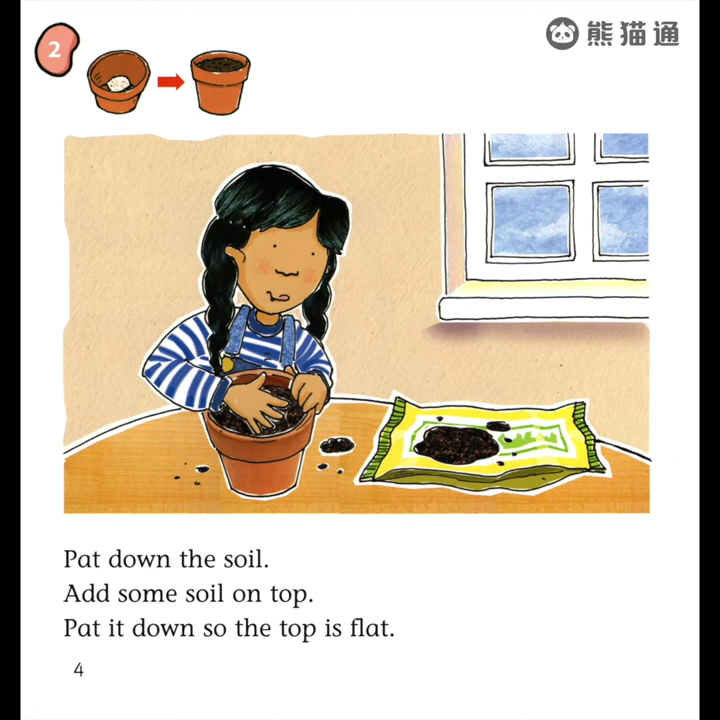 2
熊猫通
Pat down the soil.
Add some soil on top.
Pat it down so the top is flat.
4